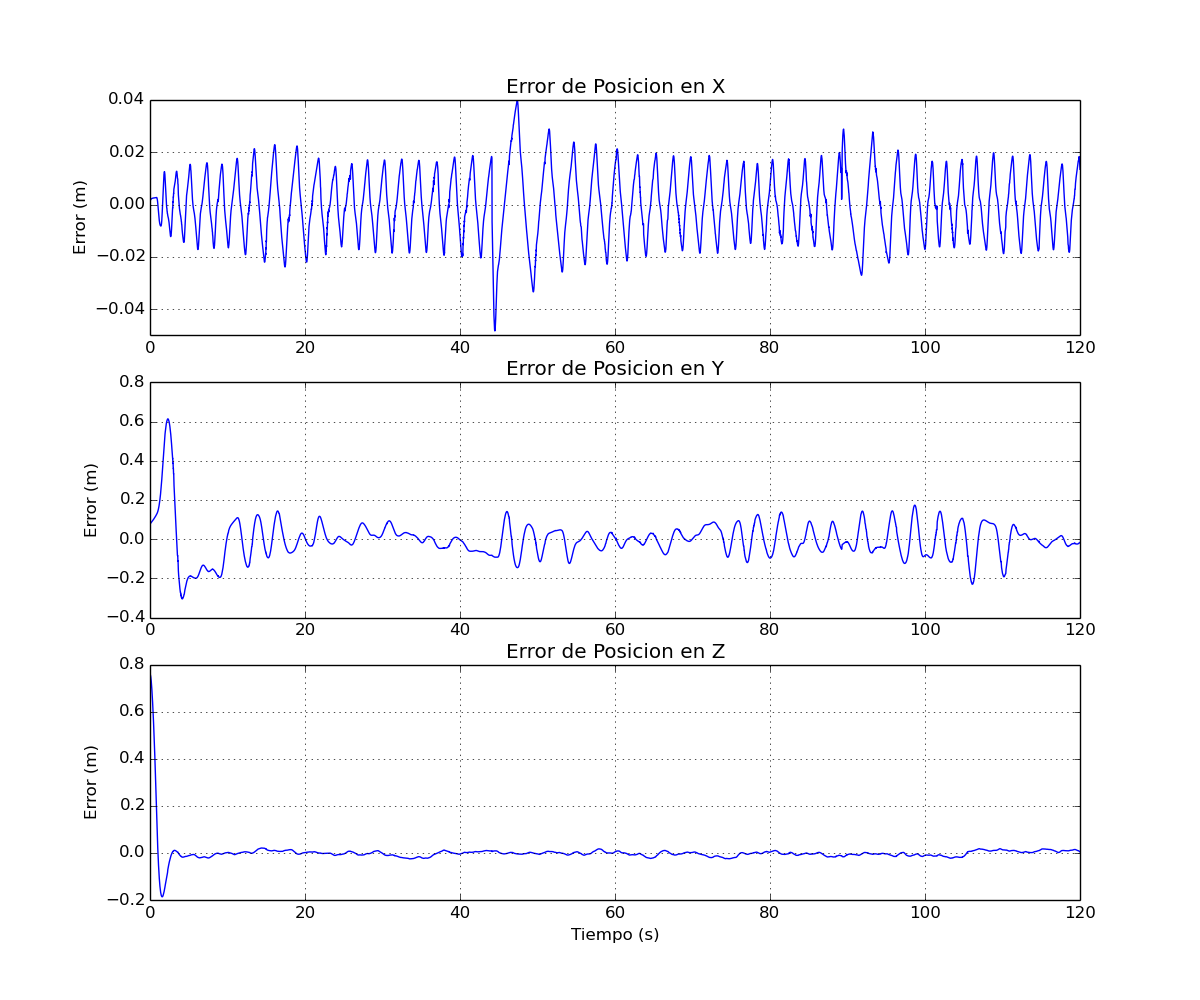 Error de Posicion en X
0.04
0.02
0.00
−0.02
−0.04
Error (m)
0 20 40 60 80 100 120
Error de Posicion en Y
0.8
0.6
0.4
0.2
0.0
−0.2
−0.4
Error (m)
0 20 40 60 80 100 120
Error de Posicion en Z
0.8
0.6
0.4
0.2
0.0
−0.2
Error (m)
0 20 40 60 80 100 120
Tiempo (s)